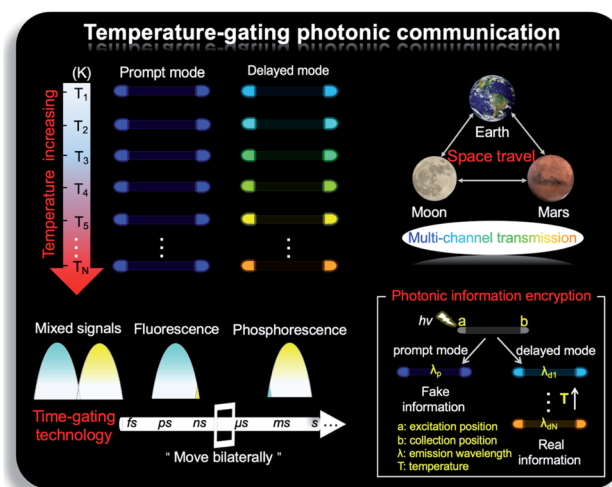 Temperature-gating photonic communication
(K)
Prompt mode
Delayed mode
Temperature increasing
T1
T2
T3
T4
T5
⋮
⋮
⋮
TN
Earth
Space travel
Moon
Mars
Multi-channel transmission
Mixed signals
Fluorescence
Phosphorescence
Time-gating
technology
fs
ps
ns
μs
ms
s ...
“ Move bilaterally ”
Photonic information encryption
hv
a
b
prompt mode
delayed mode
λp
λd1
Fake
information
⋮
T
λdN
Real
information
a: excitation position
b: collection position
λ: emission wavelength
T: temperature